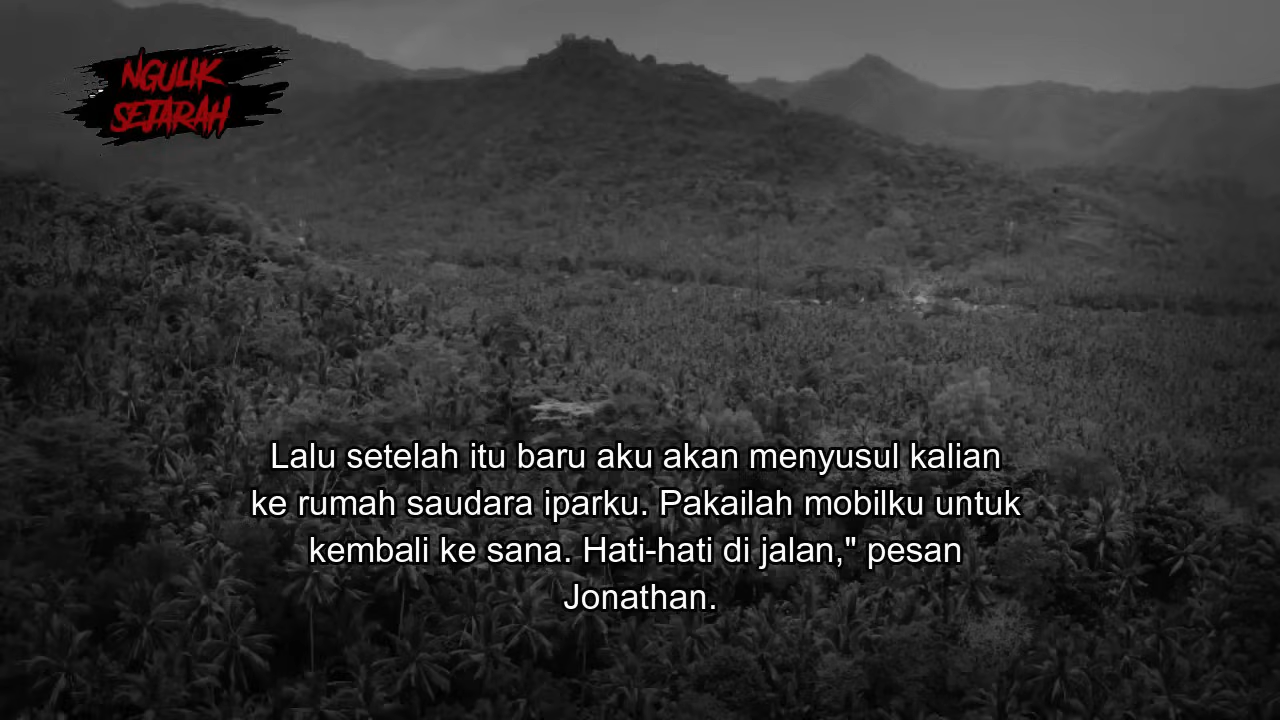 NGULIK
SEJARAH
Lalu setelah itu baru aku akan menyusul kalian
ke rumah saudara iparku. Pakailah mobilku untuk
kembali ke sana. Hati-hati di jalan," pesan
Jonathan.